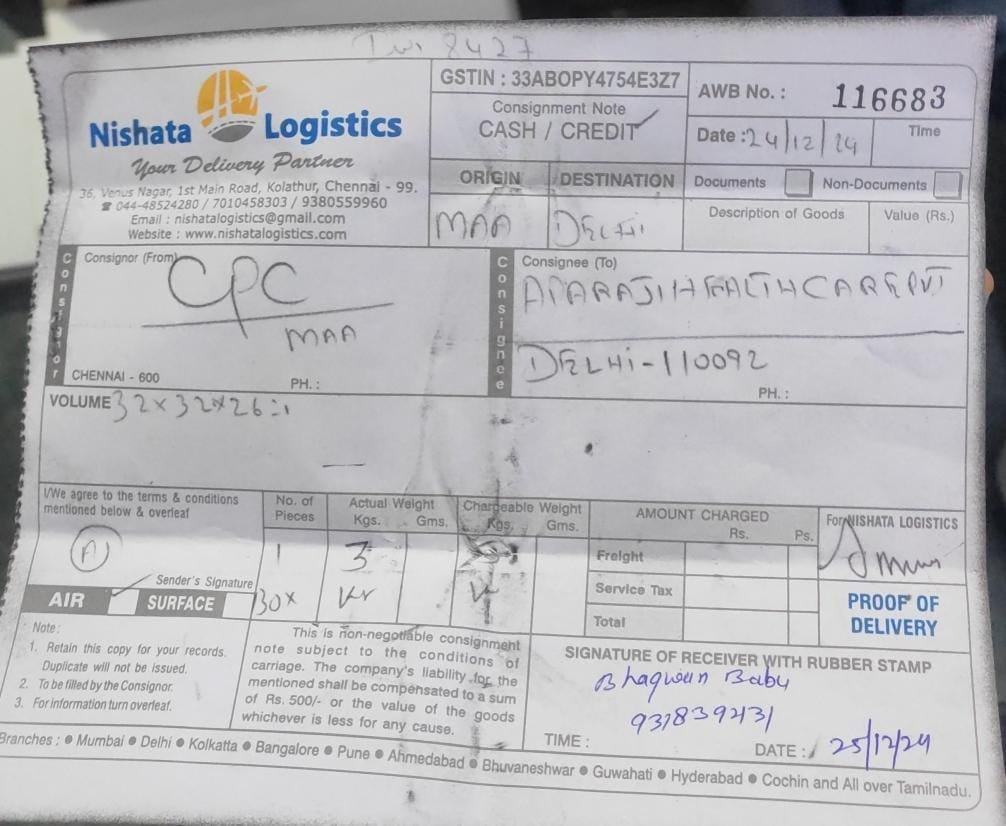 8427
Nishata Logistics
Your Delivery Partner
36, Venus Nagar, 1st Main Road, Kolathur, Chennai - 99.
☎ 044-48524280 / 7010458303 / 9380559960
Email : nishatalogistics@gmail.com
Website : www.nishatalogistics.com
GSTIN : 33ABOPY4754E3Z7
Consignment Note
CASH / CREDIT ✓
AWB No. : 116683
Date : 24/12/24 Time
ORIGIN DESTINATION
MAA DELHI
Documents Non-Documents
Description of Goods Value (Rs.)
Consignor
Consignor (From)
CPC
MAA
CHENNAI - 600 PH. :
Consignee
Consignee (To)
HEALTHCARE PVT
DELHI-110092
PH. :
VOLUME 32x32x26=1
I/We agree to the terms & conditions
mentioned below & overleaf
A
Sender's Signature
AIR ✓ SURFACE
No. of Pieces Actual Weight Kgs. Gms. Chargeable Weight Kgs. Gms.
1 3
Box
AMOUNT CHARGED
Rs. Ps.
Freight
Service Tax
Total
For NISHATA LOGISTICS
PROOF OF
DELIVERY
Note :
1. Retain this copy for your records.
Duplicate will not be issued.
2. To be filled by the Consignor.
3. For information turn overleaf.
This is non-negotiable consignment
note subject to the conditions of
carriage. The company's liability for the
mentioned shall be compensated to a sum
of Rs. 500/- or the value of the goods
whichever is less for any cause.
SIGNATURE OF RECEIVER WITH RUBBER STAMP
Bhagwan Babu
TIME :
DATE : 25/12/24
Branches : ● Mumbai ● Delhi ● Kolkatta ● Bangalore ● Pune ● Ahmedabad ● Bhuvaneshwar ● Guwahati ● Hyderabad ● Cochin and All over Tamilnadu.